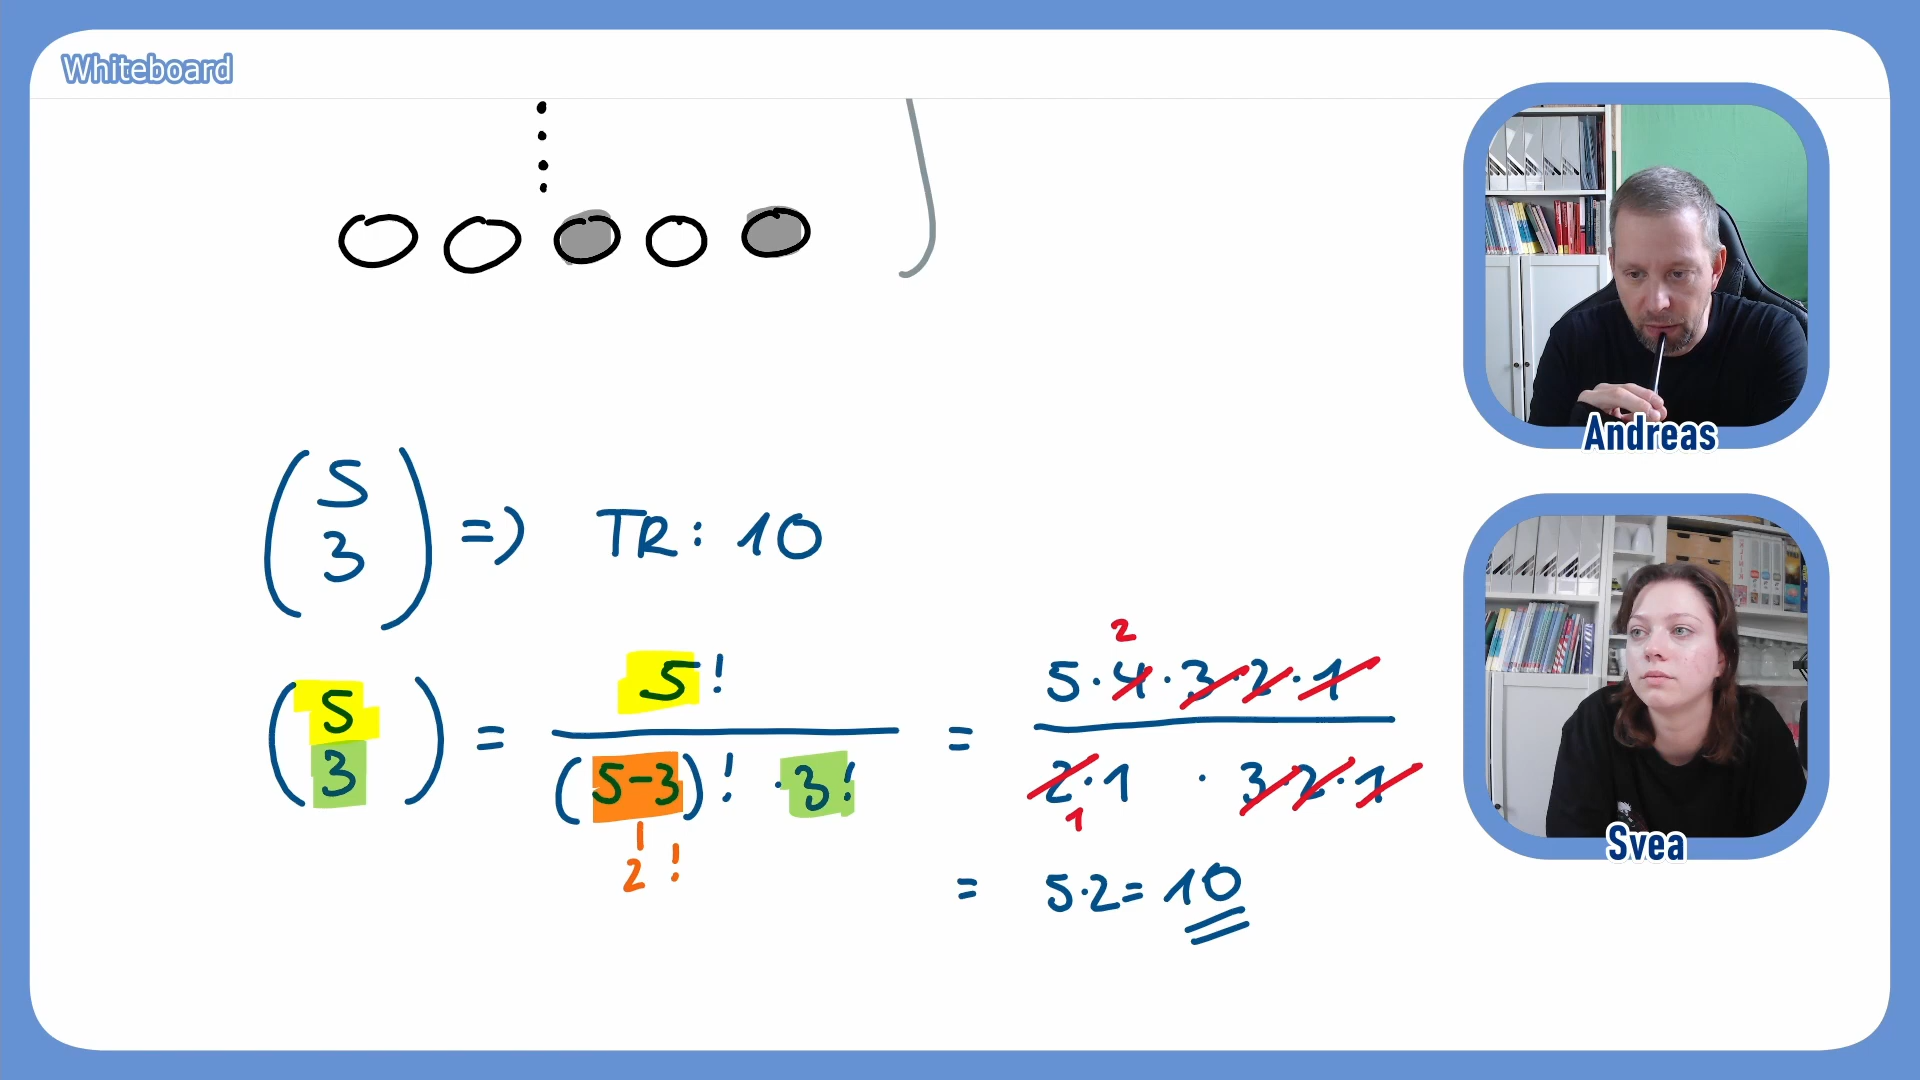 Whiteboard
Andreas
(5 3) => TR: 10
(5 3) = 5! / ((5-3)! · 3!) = 5·4·3·2·1 / (2·1 · 3·2·1)
2
1
2!
= 5·2 = 10
Svea